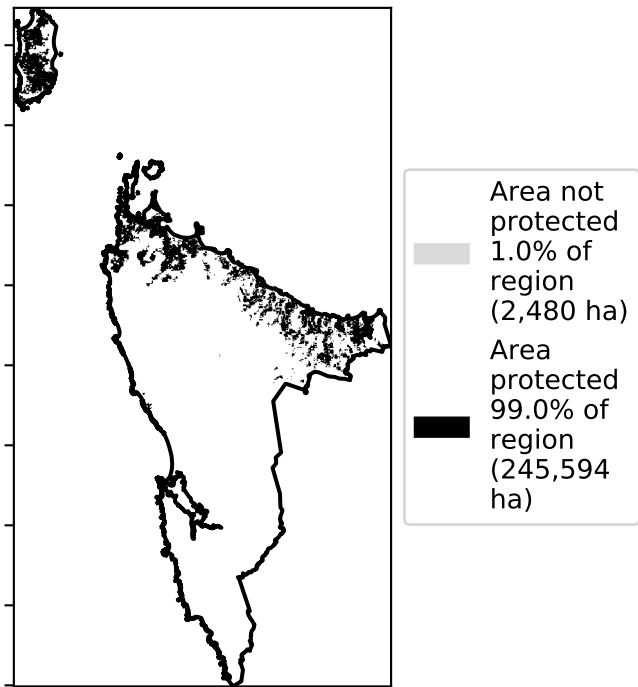 Area not
protected
1.0% of
region
(2,480 ha)
Area
protected
99.0% of
region
(245,594
ha)